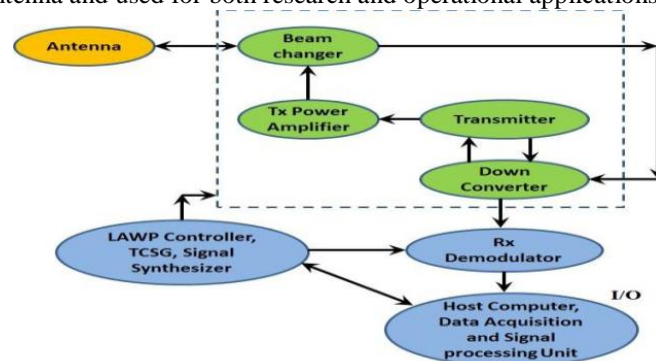 tenna and used for both research and operational applications
Antenna
Beam
changer
Tx Power
Amplifier
Transmitter
Down
Converter
LAWP Controller,
TCSG, Signal
Synthesizer
Rx
Demodulator
I/O
Host Computer,
Data Acquisition
and Signal
processing Unit